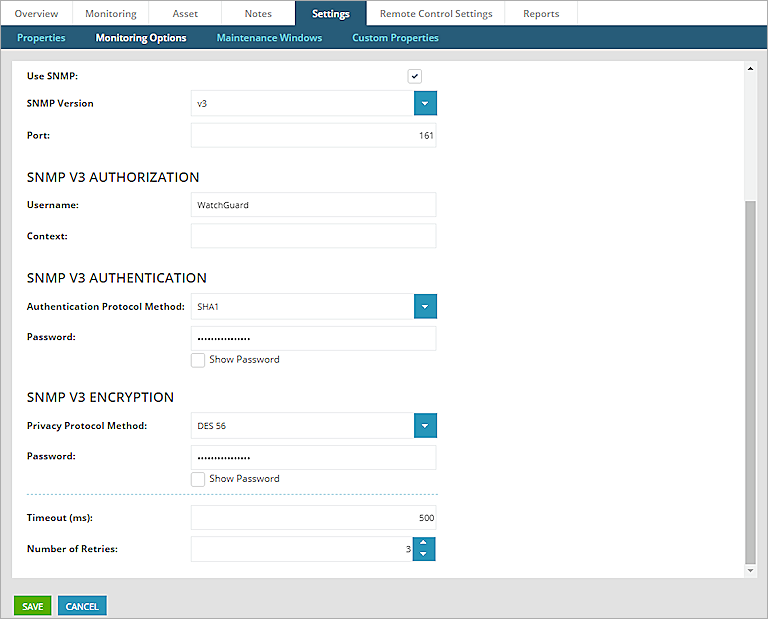 Overview Monitoring Asset Notes Settings Remote Control Settings Reports
Properties Monitoring Options Maintenance Windows Custom Properties
Use SNMP:
SNMP Version v3
Port: 161
SNMP V3 AUTHORIZATION
Username: WatchGuard
Context:
SNMP V3 AUTHENTICATION
Authentication Protocol Method: SHA1
Password: ••••••••••••••••
Show Password
SNMP V3 ENCRYPTION
Privacy Protocol Method: DES 56
Password: ••••••••••••••••
Show Password
Timeout (ms): 500
Number of Retries: 3
SAVE CANCEL